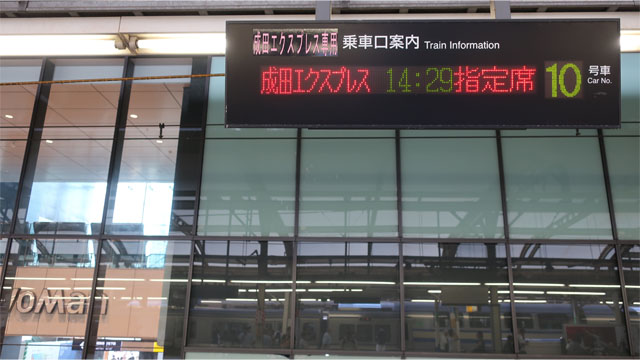 成田エクスプレス専用 乗車口案内 Train Information
成田エクスプレス 14:29 指定席 10 号車
Car No.
Woman